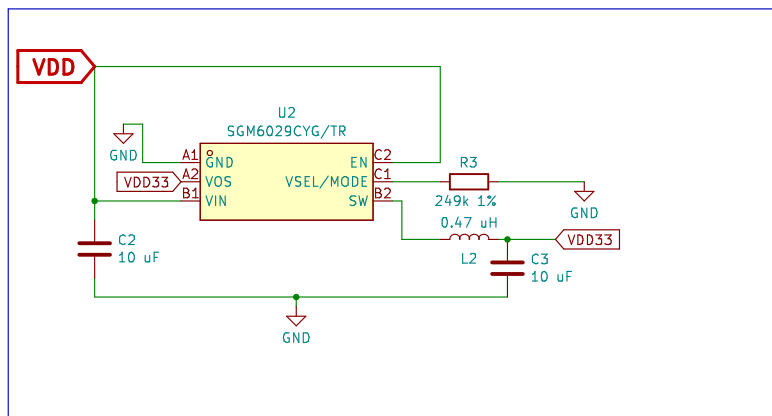 VDD
U2
SGM6029CYG/TR
GND
A1
GND
EN
C2
A2
VDD33
VOS
VSEL/MODE
C1
B1
VIN
SW
B2
R3
249k 1%
GND
0.47 uH
L2
VDD33
C2
10 uF
C3
10 uF
GND